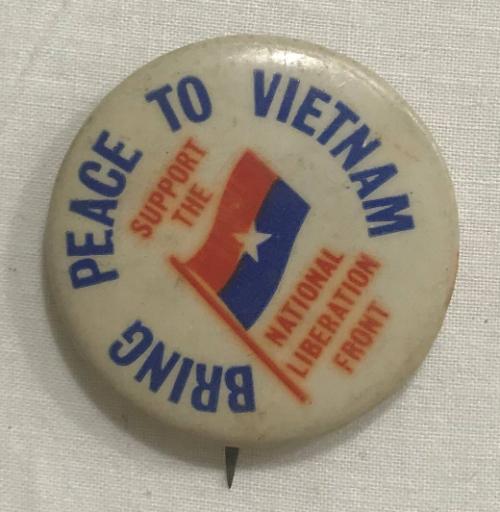 BRING PEACE TO VIETNAM
SUPPORT
THE
NATIONAL
LIBERATION
FRONT